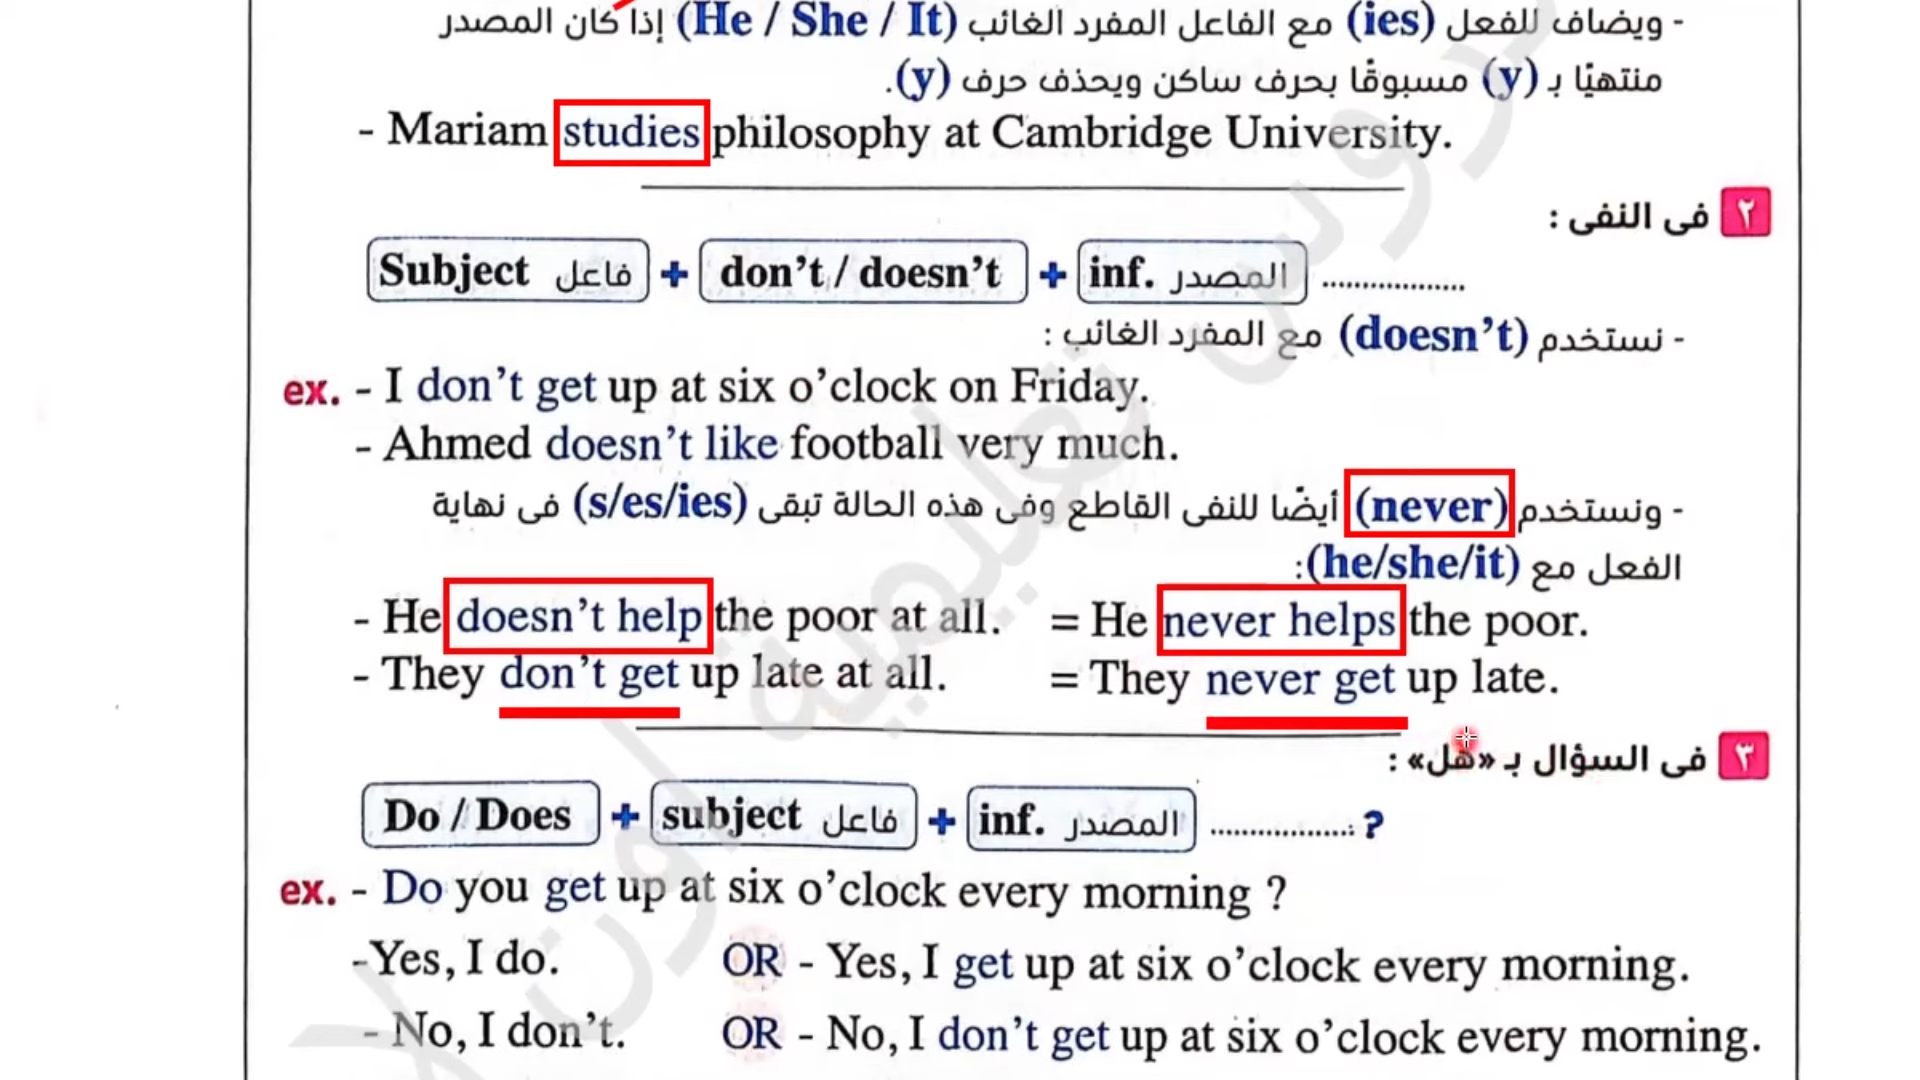 - ويضاف للفعل (ies) مع الفاعل المفرد الغائب (He / She / It) إذا كان المصدر
منتهيًا بـ (y) مسبوقًا بحرف ساكن ويحذف حرف (y).
- Mariam studies philosophy at Cambridge University.
٢ فى النفى :
Subject فاعل + don't / doesn't + inf. المصدر ..................
- نستخدم (doesn't) مع المفرد الغائب :
ex. - I don't get up at six o'clock on Friday.
- Ahmed doesn't like football very much.
- ونستخدم (never) أيضًا للنفى القاطع وفى هذه الحالة تبقى (s/es/ies) فى نهاية
الفعل مع (he/she/it):
- He doesn't help the poor at all. = He never helps the poor.
- They don't get up late at all. = They never get up late.
٣ فى السؤال بـ «هل» :
Do / Does + subject فاعل + inf. المصدر ..................?
ex. - Do you get up at six o'clock every morning ?
-Yes, I do. OR - Yes, I get up at six o'clock every morning.
- No, I don't. OR - No, I don't get up at six o'clock every morning.